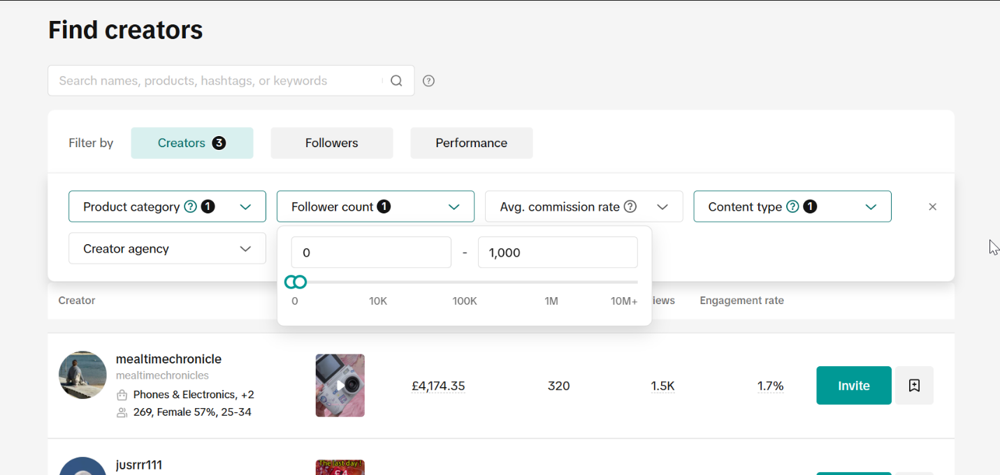 Find creators
Search names, products, hashtags, or keywords
?
Filter by
Creators 3
Followers
Performance
Product category ? 1
Follower count 1
Avg. commission rate ?
Content type ? 1
Creator agency
0 - 1,000
0 10K 100K 1M 10M+
Creator
iews
Engagement rate
mealtimechronicle
mealtimechronicles
Phones & Electronics, +2
269, Female 57%, 25-34
£4,174.35
320
1.5K
1.7%
Invite
jusrrr111
The last day!
£4